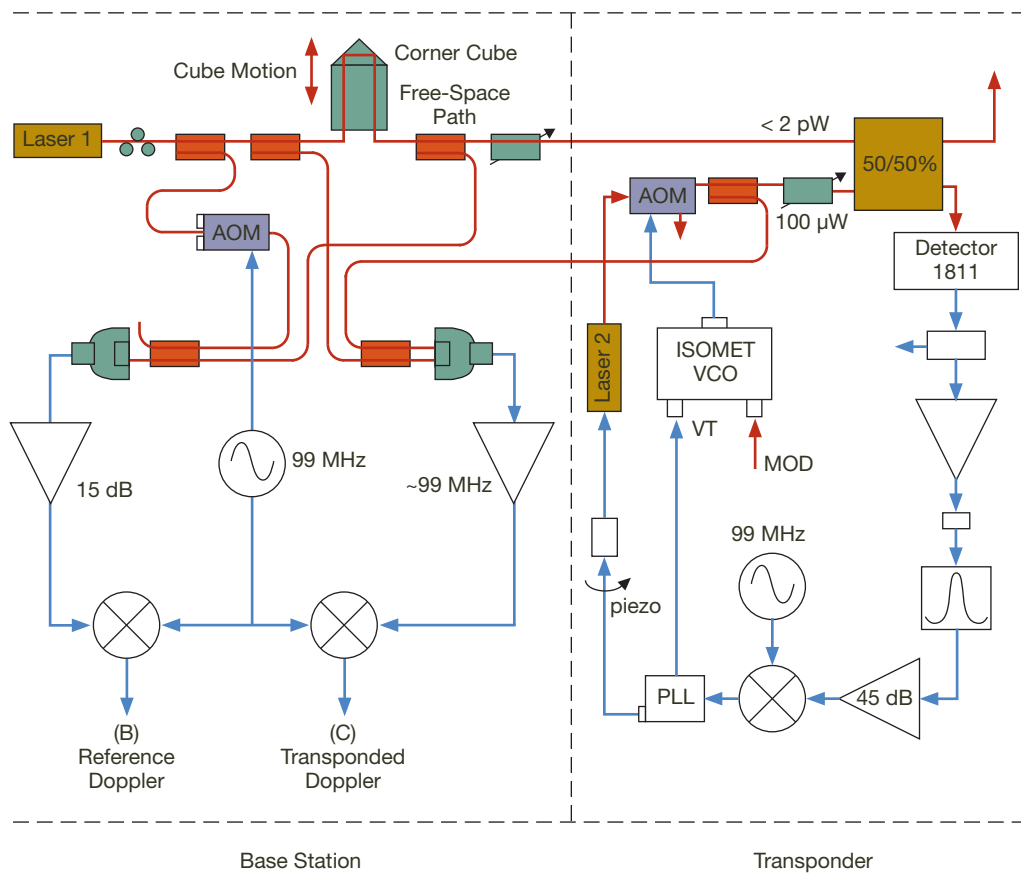 Corner Cube
Cube Motion
Free-Space
Path
Laser 1
< 2 pW
50/50%
AOM
100 µW
AOM
Detector
1811
Laser 2
ISOMET
VCO
VT
MOD
15 dB
99 MHz
~99 MHz
99 MHz
piezo
PLL
45 dB
(B)
Reference
Doppler
(C)
Transponded
Doppler
Base Station
Transponder